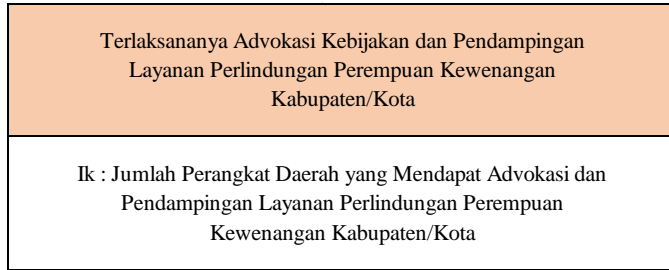 Terlaksananya Advokasi Kebijakan dan Pendampingan
Layanan Perlindungan Perempuan Kewenangan
Kabupaten/Kota
Ik : Jumlah Perangkat Daerah yang Mendapat Advokasi dan
Pendampingan Layanan Perlindungan Perempuan
Kewenangan Kabupaten/Kota